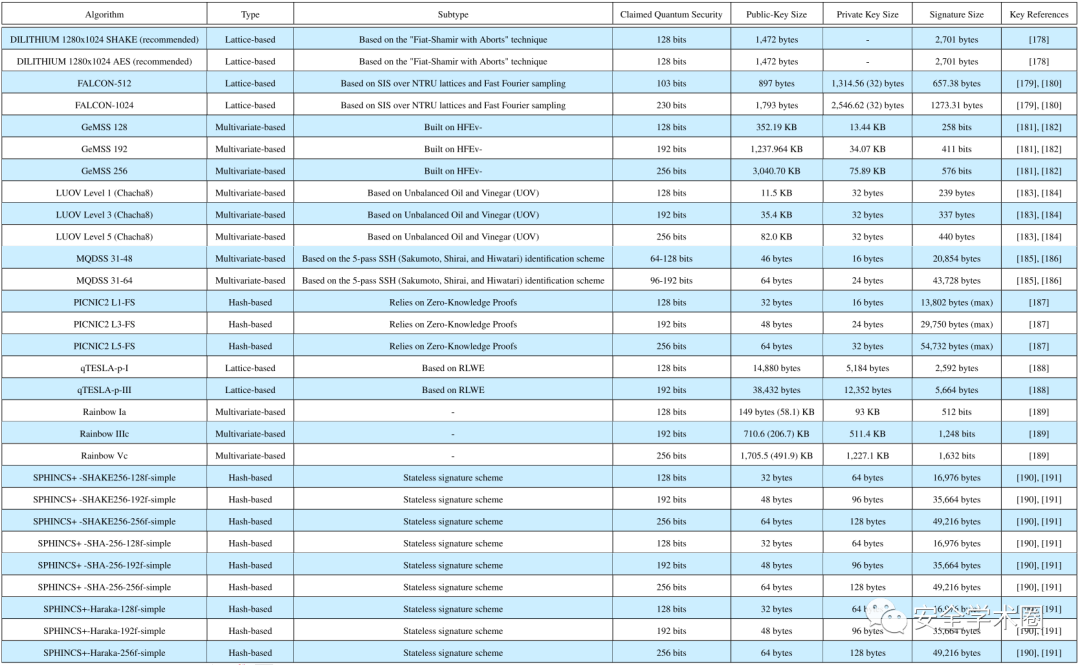 Algorithm Type Subtype Claimed Quantum Security Public-Key Size Private Key Size Signature Size Key References
DILITHIUM 1280x1024 SHAKE (recommended) Lattice-based Based on the "Fiat-Shamir with Aborts" technique 128 bits 1,472 bytes - 2,701 bytes [178]
DILITHIUM 1280x1024 AES (recommended) Lattice-based Based on the "Fiat-Shamir with Aborts" technique 128 bits 1,472 bytes - 2,701 bytes [178]
FALCON-512 Lattice-based Based on SIS over NTRU lattices and Fast Fourier sampling 103 bits 897 bytes 1,314.56 (32) bytes 657.38 bytes [179], [180]
FALCON-1024 Lattice-based Based on SIS over NTRU lattices and Fast Fourier sampling 230 bits 1,793 bytes 2,546.62 (32) bytes 1273.31 bytes [179], [180]
GeMSS 128 Multivariate-based Built on HFEv- 128 bits 352.19 KB 13.44 KB 258 bits [181], [182]
GeMSS 192 Multivariate-based Built on HFEv- 192 bits 1,237.964 KB 34.07 KB 411 bits [181], [182]
GeMSS 256 Multivariate-based Built on HFEv- 256 bits 3,040.70 KB 75.89 KB 576 bits [181], [182]
LUOV Level 1 (Chacha8) Multivariate-based Based on Unbalanced Oil and Vinegar (UOV) 128 bits 11.5 KB 32 bytes 239 bytes [183], [184]
LUOV Level 3 (Chacha8) Multivariate-based Based on Unbalanced Oil and Vinegar (UOV) 192 bits 35.4 KB 32 bytes 337 bytes [183], [184]
LUOV Level 5 (Chacha8) Multivariate-based Based on Unbalanced Oil and Vinegar (UOV) 256 bits 82.0 KB 32 bytes 440 bytes [183], [184]
MQDSS 31-48 Multivariate-based Based on the 5-pass SSH (Sakumoto, Shirai, and Hiwatari) identification scheme 64-128 bits 46 bytes 16 bytes 20,854 bytes [185], [186]
MQDSS 31-64 Multivariate-based Based on the 5-pass SSH (Sakumoto, Shirai, and Hiwatari) identification scheme 96-192 bits 64 bytes 24 bytes 43,728 bytes [185], [186]
PICNIC2 L1-FS Hash-based Relies on Zero-Knowledge Proofs 128 bits 32 bytes 16 bytes 13,802 bytes (max) [187]
PICNIC2 L3-FS Hash-based Relies on Zero-Knowledge Proofs 192 bits 48 bytes 24 bytes 29,750 bytes (max) [187]
PICNIC2 L5-FS Hash-based Relies on Zero-Knowledge Proofs 256 bits 64 bytes 32 bytes 54,732 bytes (max) [187]
qTESLA-p-I Lattice-based Based on RLWE 128 bits 14,880 bytes 5,184 bytes 2,592 bytes [188]
qTESLA-p-III Lattice-based Based on RLWE 192 bits 38,432 bytes 12,352 bytes 5,664 bytes [188]
Rainbow Ia Multivariate-based - 128 bits 149 bytes (58.1) KB 93 KB 512 bits [189]
Rainbow IIIc Multivariate-based - 192 bits 710.6 (206.7) KB 511.4 KB 1,248 bits [189]
Rainbow Vc Multivariate-based - 256 bits 1,705.5 (491.9) KB 1,227.1 KB 1,632 bits [189]
SPHINCS+ -SHAKE256-128f-simple Hash-based Stateless signature scheme 128 bits 32 bytes 64 bytes 16,976 bytes [190], [191]
SPHINCS+ -SHAKE256-192f-simple Hash-based Stateless signature scheme 192 bits 48 bytes 96 bytes 35,664 bytes [190], [191]
SPHINCS+ -SHAKE256-256f-simple Hash-based Stateless signature scheme 256 bits 64 bytes 128 bytes 49,216 bytes [190], [191]
SPHINCS+ -SHA-256-128f-simple Hash-based Stateless signature scheme 128 bits 32 bytes 64 bytes 16,976 bytes [190], [191]
SPHINCS+ -SHA-256-192f-simple Hash-based Stateless signature scheme 192 bits 48 bytes 96 bytes 35,664 bytes [190], [191]
SPHINCS+ -SHA-256-256f-simple Hash-based Stateless signature scheme 256 bits 64 bytes 128 bytes 49,216 bytes [190], [191]
SPHINCS+-Haraka-128f-simple Hash-based Stateless signature scheme 128 bits 32 bytes 64 [191]
安全学术圈
SPHINCS+-Haraka-192f-simple Hash-based Stateless signature scheme 192 bits 48 bytes 96 bytes 35,664 bytes [190], [191]
SPHINCS+-Haraka-256f-simple Hash-based Stateless signature scheme 256 bits 64 bytes 128 bytes 49,216 bytes [190], [191]